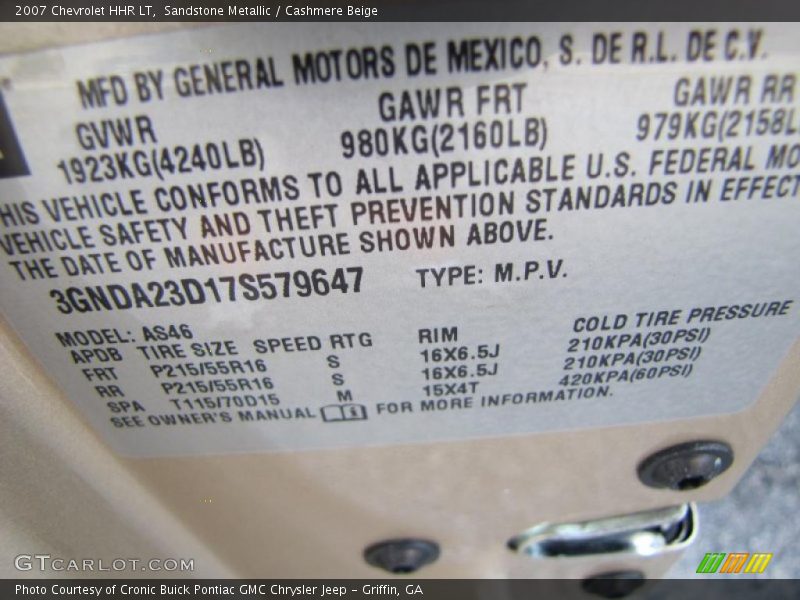 2007 Chevrolet HHR LT, Sandstone Metallic / Cashmere Beige
MFD BY GENERAL MOTORS DE MEXICO, S. DE R.L. DE C.V.
GVWR GAWR FRT GAWR RR
1923KG(4240LB) 980KG(2160LB) 979KG(2158L
HIS VEHICLE CONFORMS TO ALL APPLICABLE U.S. FEDERAL MO
VEHICLE SAFETY AND THEFT PREVENTION STANDARDS IN EFFECT
THE DATE OF MANUFACTURE SHOWN ABOVE.
3GNDA23D17S579647 TYPE: M.P.V.
MODEL: AS46
APDB TIRE SIZE SPEED RTG RIM COLD TIRE PRESSURE
FRT P215/55R16 S 16X6.5J 210KPA(30PSI)
RR P215/55R16 S 16X6.5J 210KPA(30PSI)
SPA T115/70D15 M 15X4T 420KPA(60PSI)
SEE OWNER'S MANUAL FOR MORE INFORMATION.
GTCARLOT.COM
Photo Courtesy of Cronic Buick Pontiac GMC Chrysler Jeep - Griffin, GA